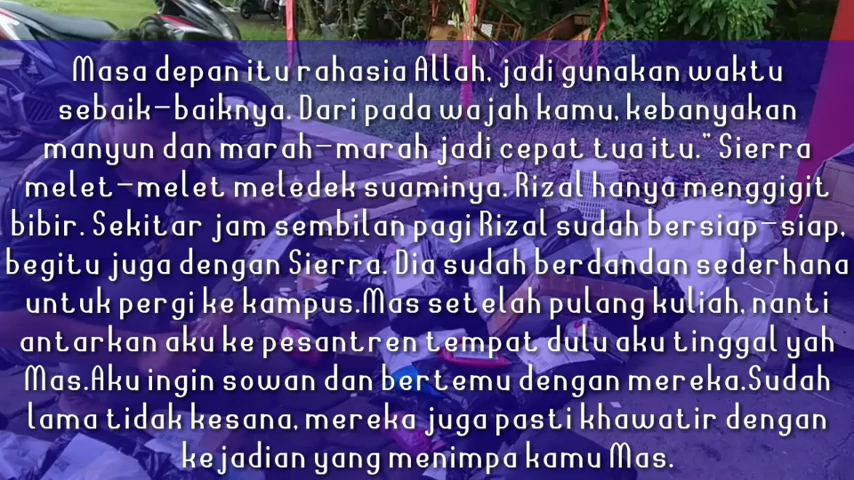 Masa depan itu rahasia Allah, jadi gunakan waktu
sebaik-baiknya. Dari pada wajah kamu, kebanyakan
manyun dan marah-marah jadi cepat tua itu." Sierra
melet-melet meledek suaminya. Rizal hanya menggigit
bibir. Sekitar jam sembilan pagi Rizal sudah bersiap-siap,
begitu juga dengan Sierra. Dia sudah berdandan sederhana
untuk pergi ke kampus.Mas setelah pulang kuliah, nanti
antarkan aku ke pesantren tempat dulu aku tinggal yah
Mas.Aku ingin sowan dan bertemu dengan mereka.Sudah
lama tidak kesana, mereka juga pasti khawatir dengan
kejadian yang menimpa kamu Mas.